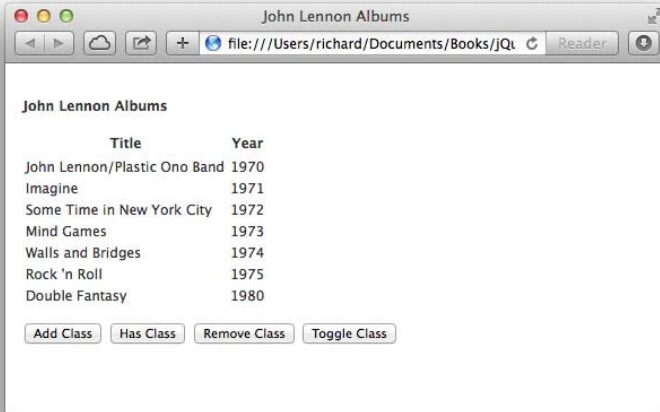 John Lennon Albums
file:///Users/richard/Documents/Books/jQu
Reader
John Lennon Albums
Title Year
John Lennon/Plastic Ono Band 1970
Imagine 1971
Some Time in New York City 1972
Mind Games 1973
Walls and Bridges 1974
Rock 'n Roll 1975
Double Fantasy 1980
Add Class Has Class Remove Class Toggle Class